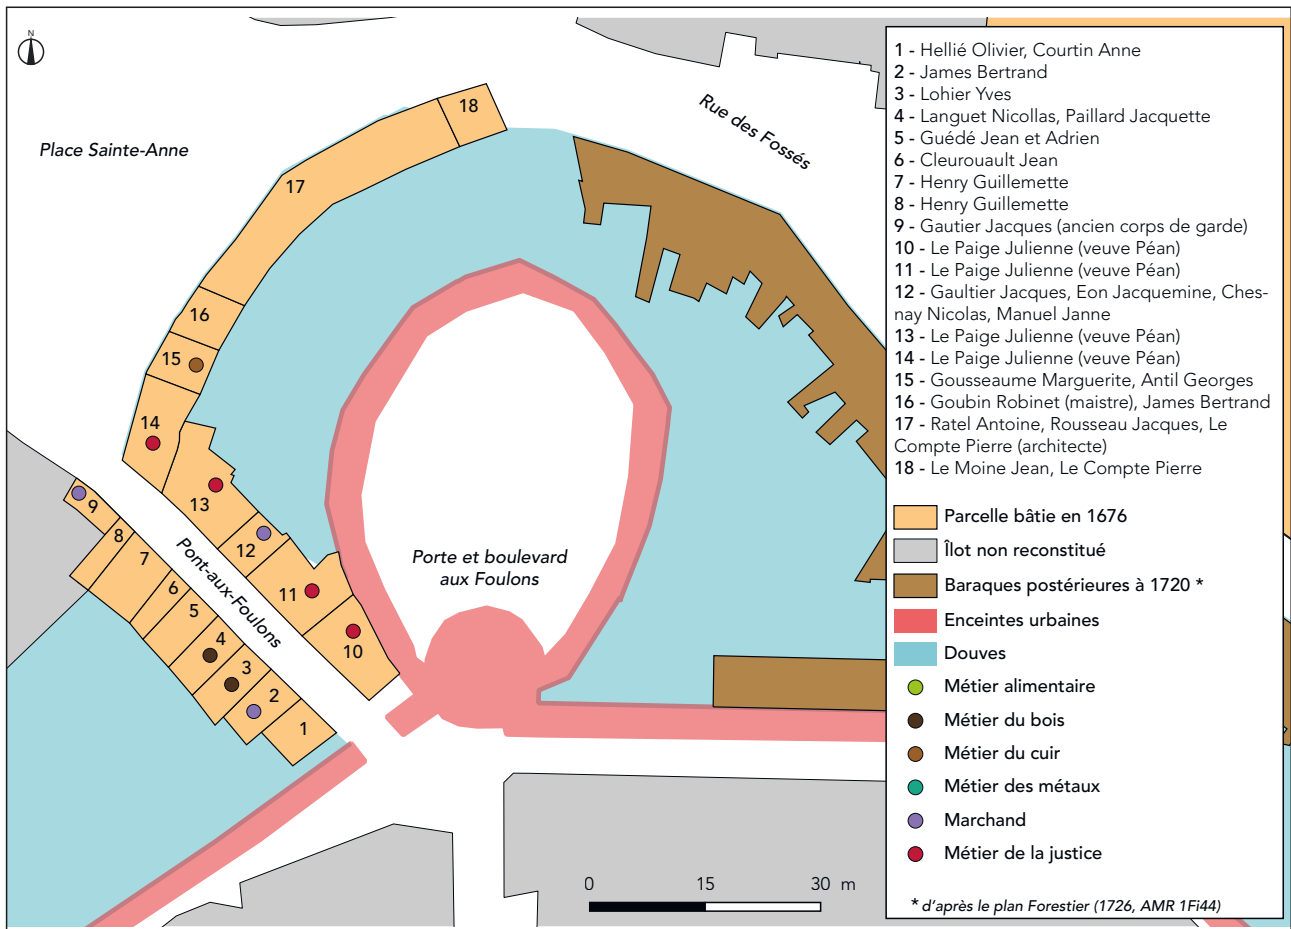 N
Place Sainte-Anne
Rue des Fossés
18
17
16
15
14
13
12
11
10
9
8
7
6
5
4
3
2
1
Pont-aux-Foulons
Porte et boulevard
aux Foulons
0 15 30 m
1 - Hellié Olivier, Courtin Anne
2 - James Bertrand
3 - Lohier Yves
4 - Languet Nicollas, Paillard Jacquette
5 - Guédé Jean et Adrien
6 - Cleurouault Jean
7 - Henry Guillemette
8 - Henry Guillemette
9 - Gautier Jacques (ancien corps de garde)
10 - Le Paige Julienne (veuve Péan)
11 - Le Paige Julienne (veuve Péan)
12 - Gaultier Jacques, Eon Jacquemine, Ches-
nay Nicolas, Manuel Janne
13 - Le Paige Julienne (veuve Péan)
14 - Le Paige Julienne (veuve Péan)
15 - Gousseaume Marguerite, Antil Georges
16 - Goubin Robinet (maistre), James Bertrand
17 - Ratel Antoine, Rousseau Jacques, Le
Compte Pierre (architecte)
18 - Le Moine Jean, Le Compte Pierre
Parcelle bâtie en 1676
Îlot non reconstitué
Baraques postérieures à 1720 *
Enceintes urbaines
Douves
Métier alimentaire
Métier du bois
Métier du cuir
Métier des métaux
Marchand
Métier de la justice
* d'après le plan Forestier (1726, AMR 1Fi44)